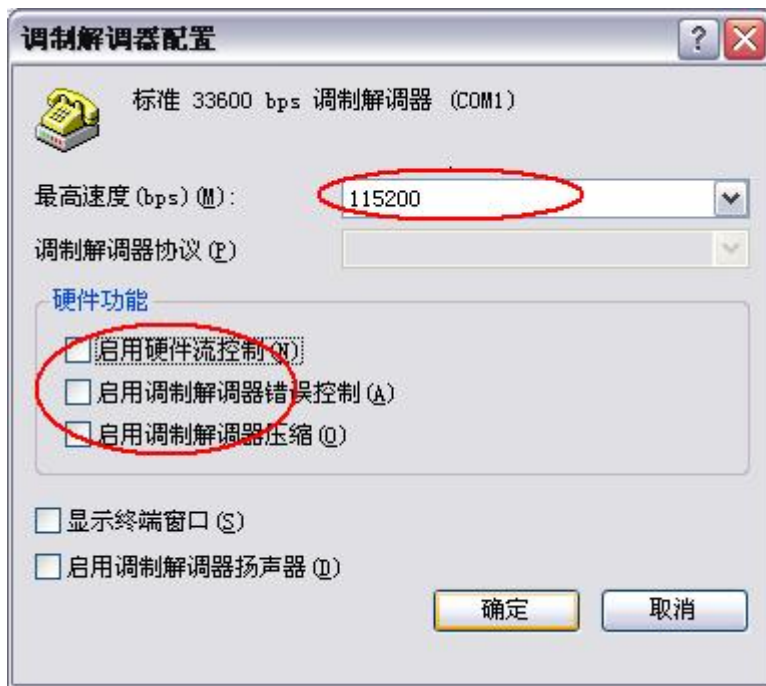 调制解调器配置
标准 33600 bps 调制解调器 (COM1)
最高速度(bps)(M): 115200
调制解调器协议(P)
硬件功能
启用硬件流控制(N)
启用调制解调器错误控制(A)
启用调制解调器压缩(O)
显示终端窗口(S)
启用调制解调器扬声器(D)
确定 取消